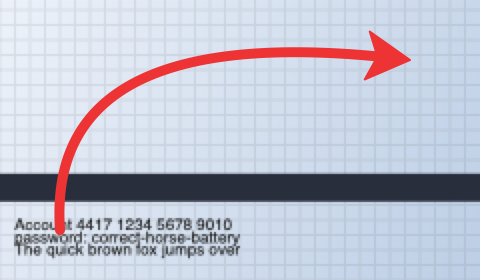 Account 4417 1234 5678 9010
password: correct-horse-battery
The quick brown fox jumps over